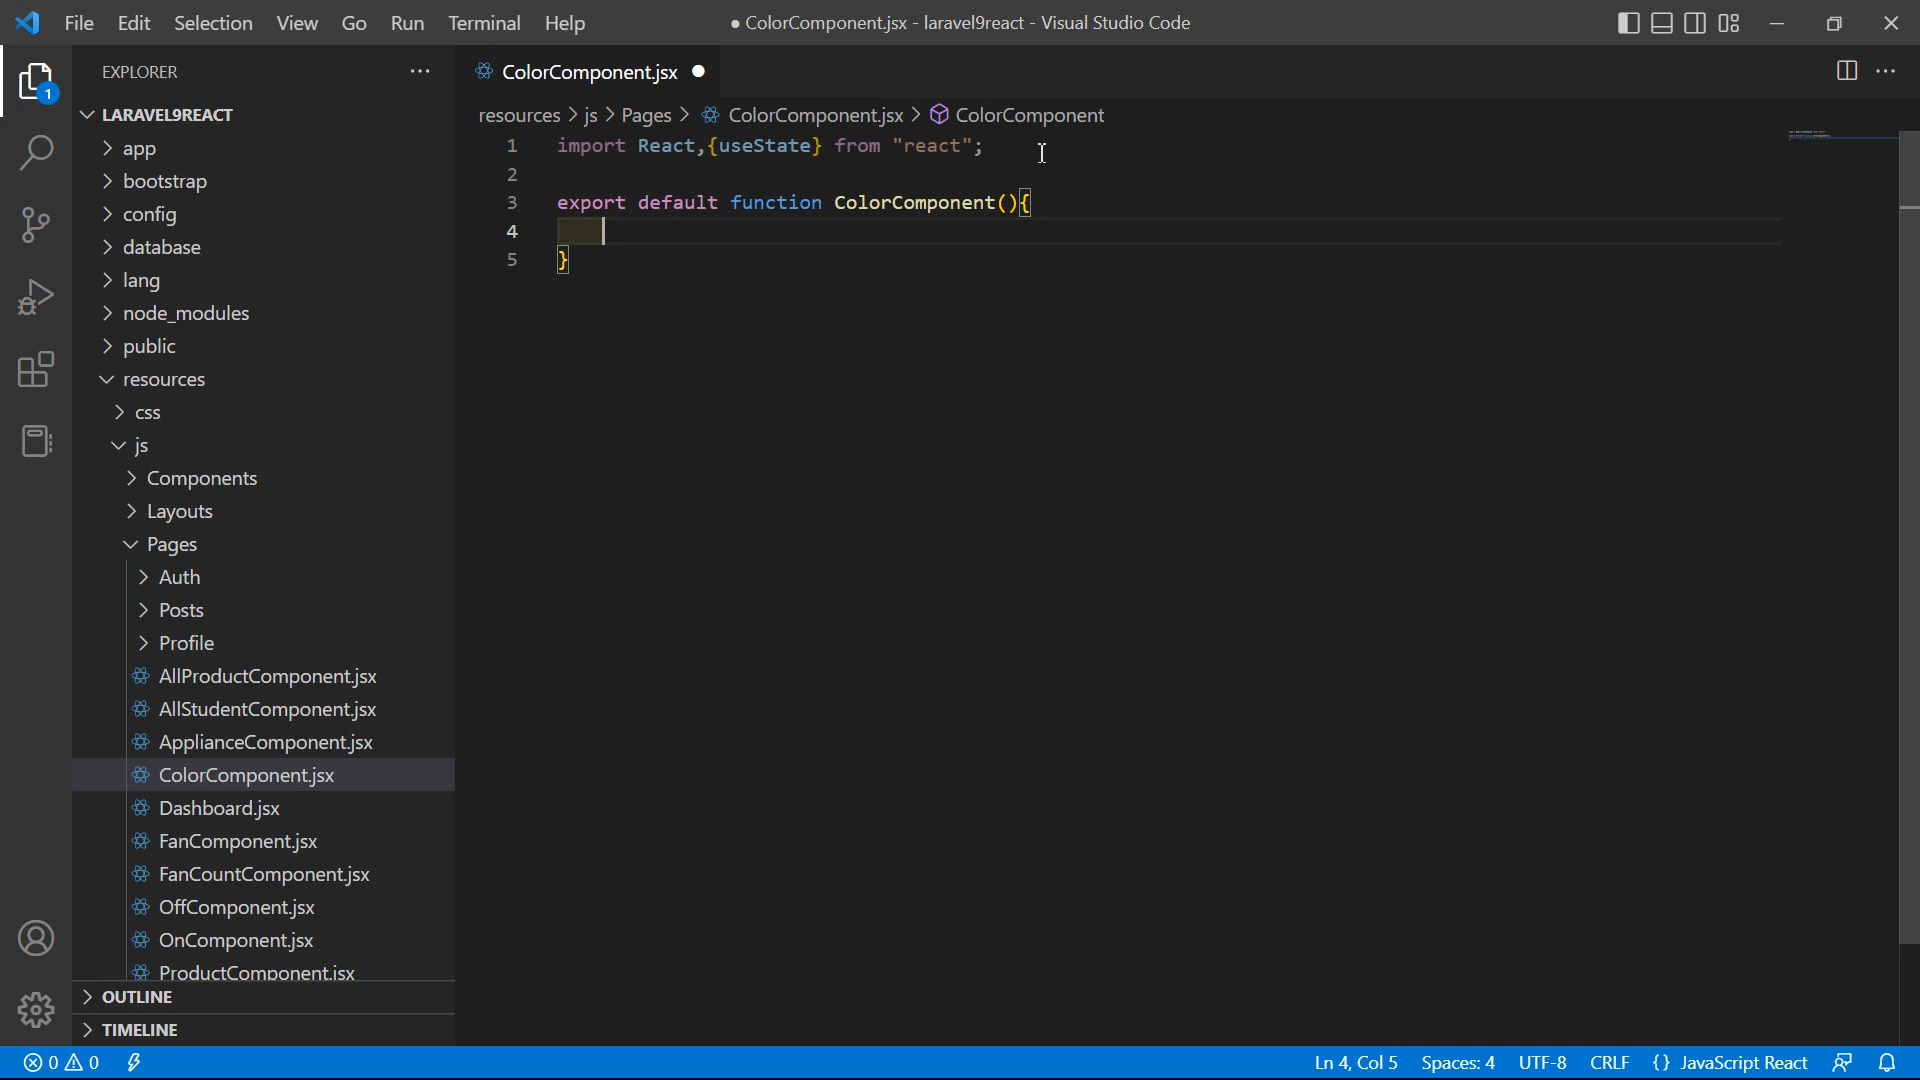 File Edit Selection View Go Run Terminal Help
● ColorComponent.jsx - laravel9react - Visual Studio Code
EXPLORER
1
LARAVEL9REACT
app
bootstrap
config
database
lang
node_modules
public
resources
css
js
Components
Layouts
Pages
Auth
Posts
Profile
AllProductComponent.jsx
AllStudentComponent.jsx
ApplianceComponent.jsx
ColorComponent.jsx
Dashboard.jsx
FanComponent.jsx
FanCountComponent.jsx
OffComponent.jsx
OnComponent.jsx
ProductComponent.jsx
OUTLINE
TIMELINE
ColorComponent.jsx
resources > js > Pages > ColorComponent.jsx > ColorComponent
1 import React,{useState} from "react";
2
3 export default function ColorComponent(){
4
5 }
0 0 Ln 4, Col 5 Spaces: 4 UTF-8 CRLF {} JavaScript React